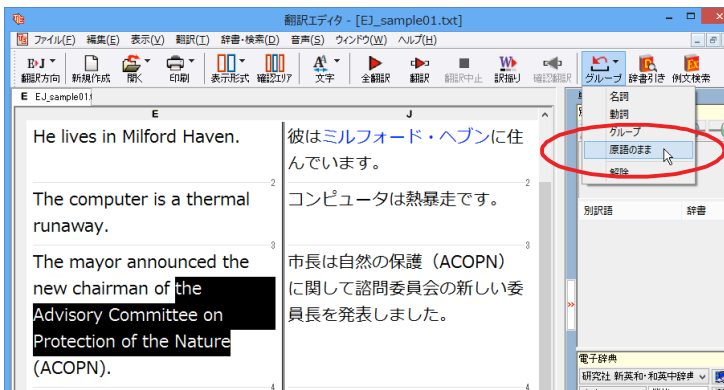 翻訳エディタ - [EJ_sample01.txt]
ファイル(F) 編集(E) 表示(V) 翻訳(T) 辞書・検索(D) 音声(S) ウィンドウ(W) ヘルプ(H)
翻訳方向 新規作成 開く 印刷 表示形式 確認エリア 文字 全翻訳 翻訳 翻訳中止 訳振り 確認翻訳 グループ 辞書引き 例文検索
E EJ_sample01
名詞
動詞
グループ
原語のまま
解除
E J
He lives in Milford Haven.
彼はミルフォード・ヘブンに住
んでいます。
2 2
The computer is a thermal
runaway.
コンピュータは熱暴走です。
3 3
The mayor announced the
new chairman of the
Advisory Committee on
Protection of the Nature
(ACOPN).
市長は自然の保護（ACOPN）
に関して諮問委員会の新しい委
員長を発表しました。
4 4
別訳語 辞書
電子辞典
研究社 新英和・和英中辞典